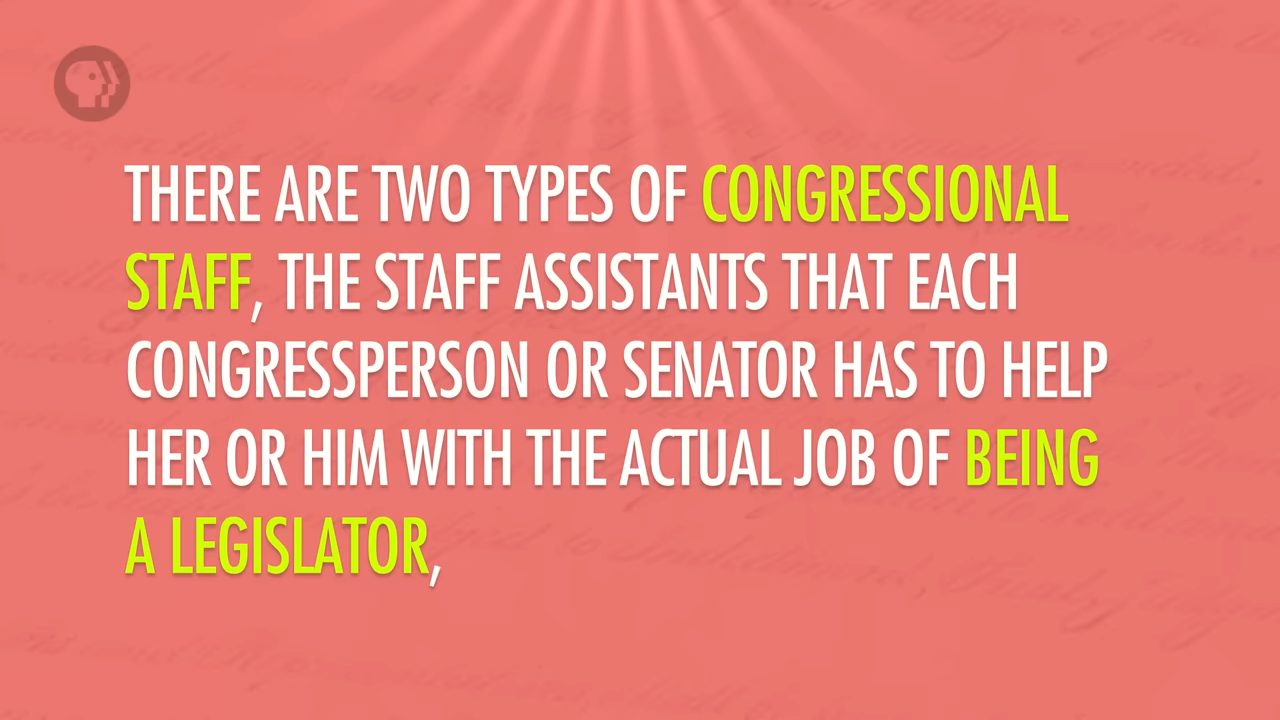 THERE ARE TWO TYPES OF CONGRESSIONAL
STAFF, THE STAFF ASSISTANTS THAT EACH
CONGRESSPERSON OR SENATOR HAS TO HELP
HER OR HIM WITH THE ACTUAL JOB OF BEING
A LEGISLATOR,